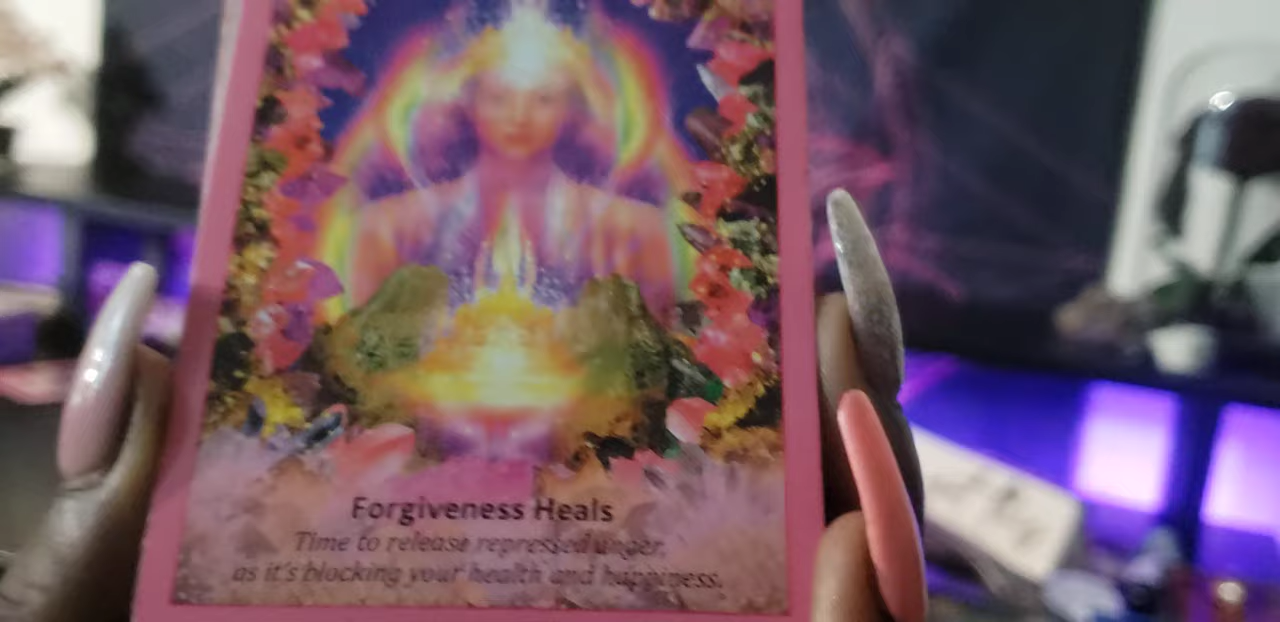 Forgiveness Heals
Time to release repressed anger,
as it's blocking your health and happiness.